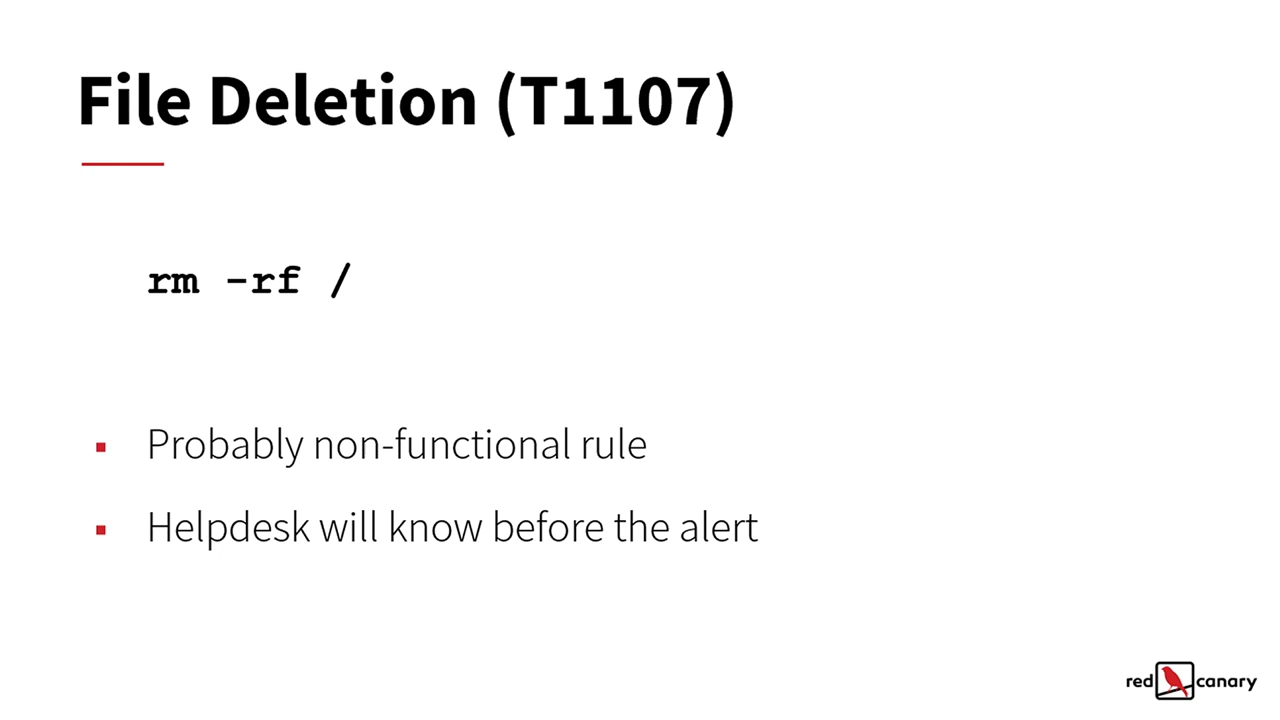 File Deletion (T1107)
rm -rf /
Probably non-functional rule
Helpdesk will know before the alert
red canary